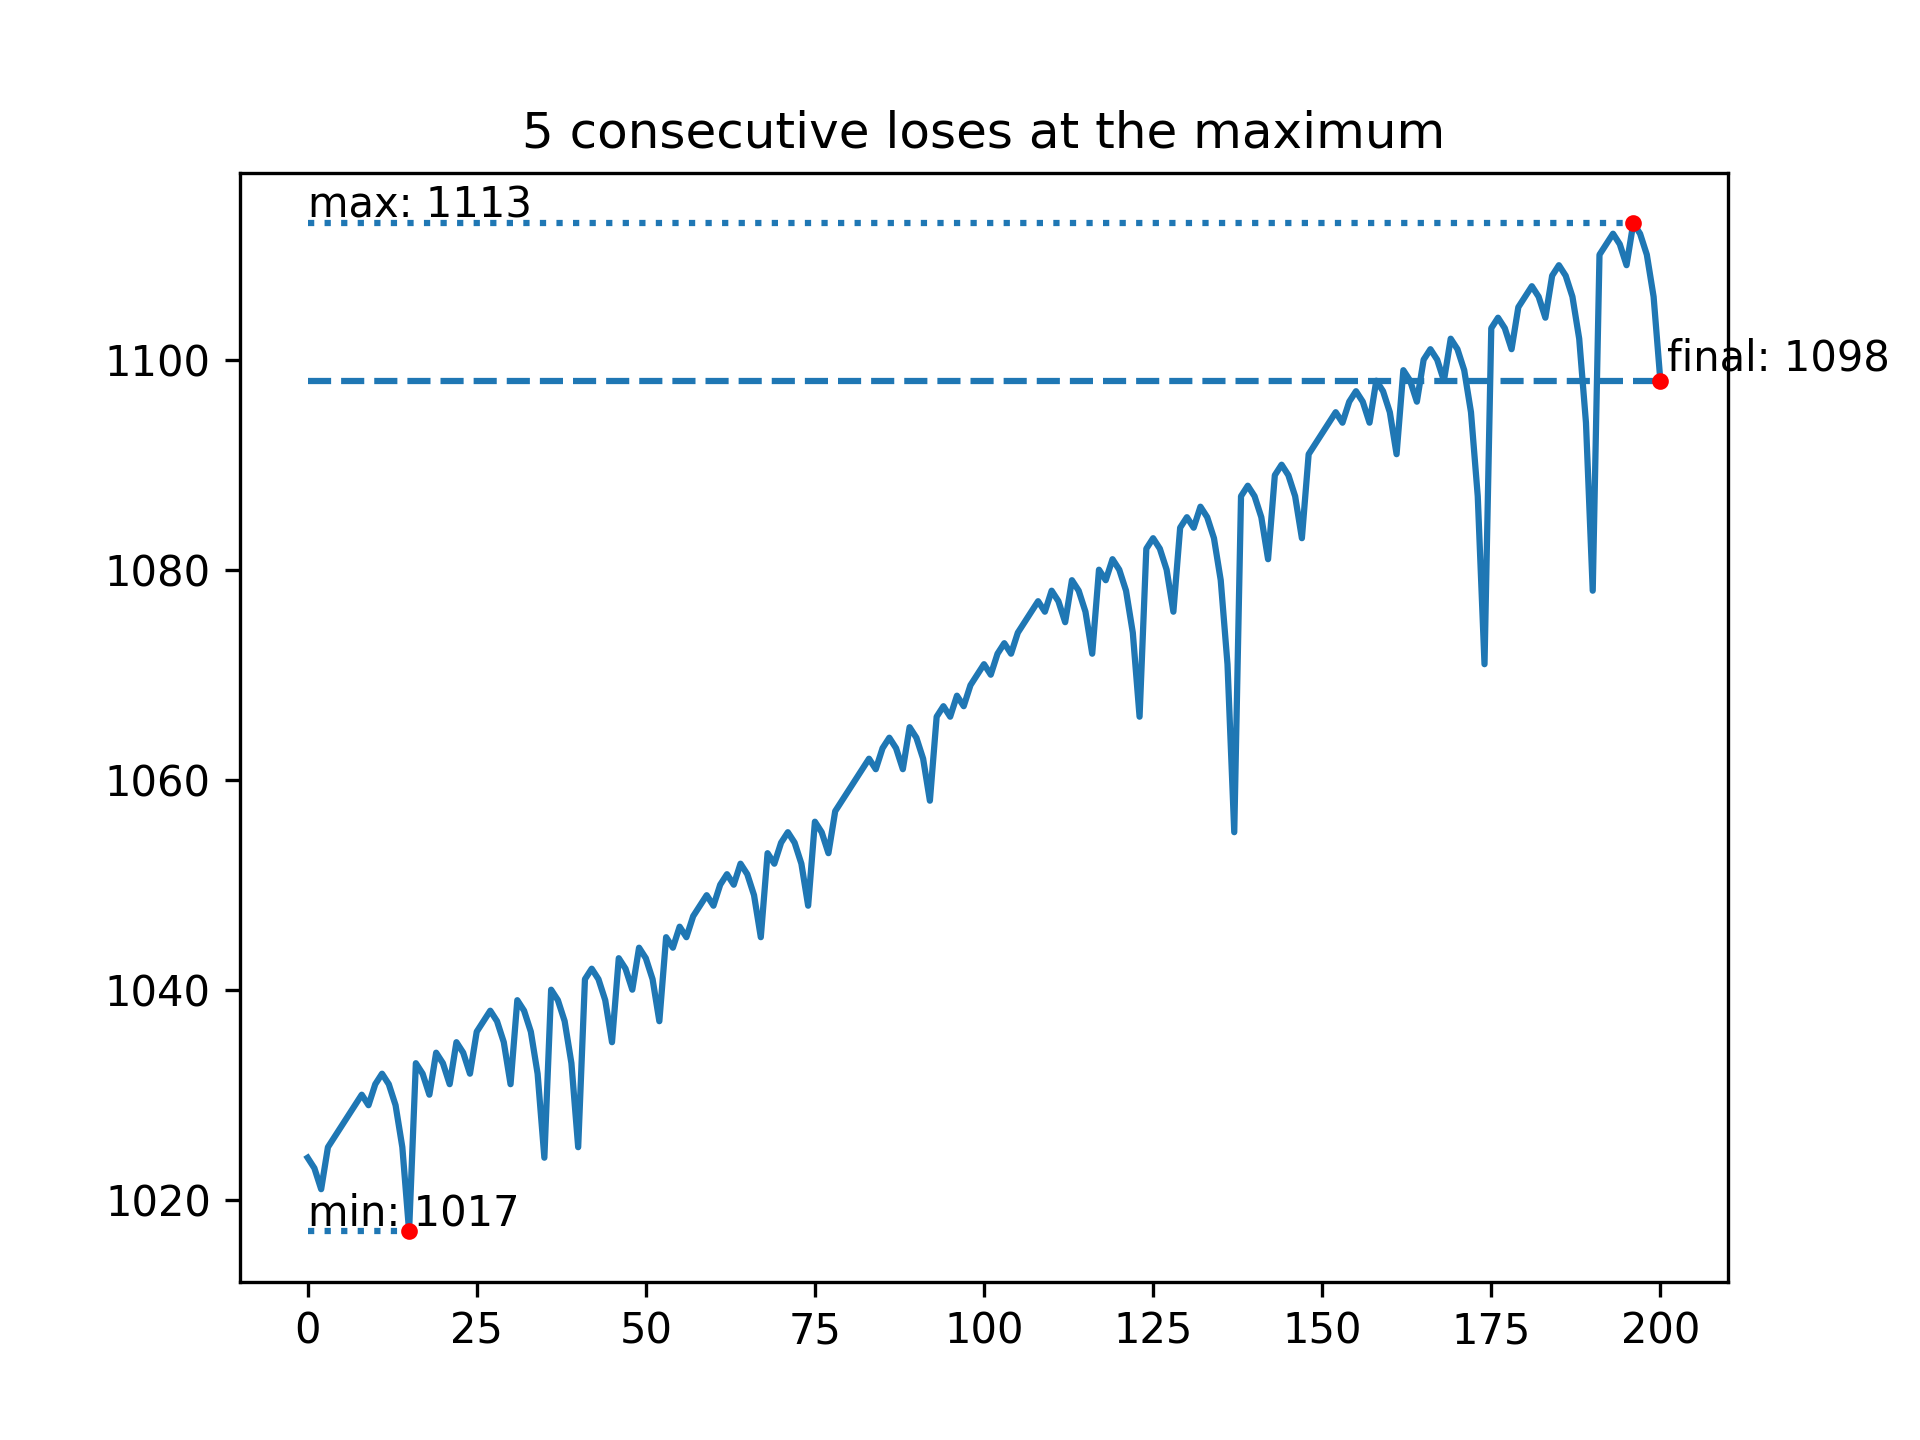 5 consecutive loses at the maximum
max: 1113
final: 1098
min: 1017
1100
1080
1060
1040
1020
0 25 50 75 100 125 150 175 200